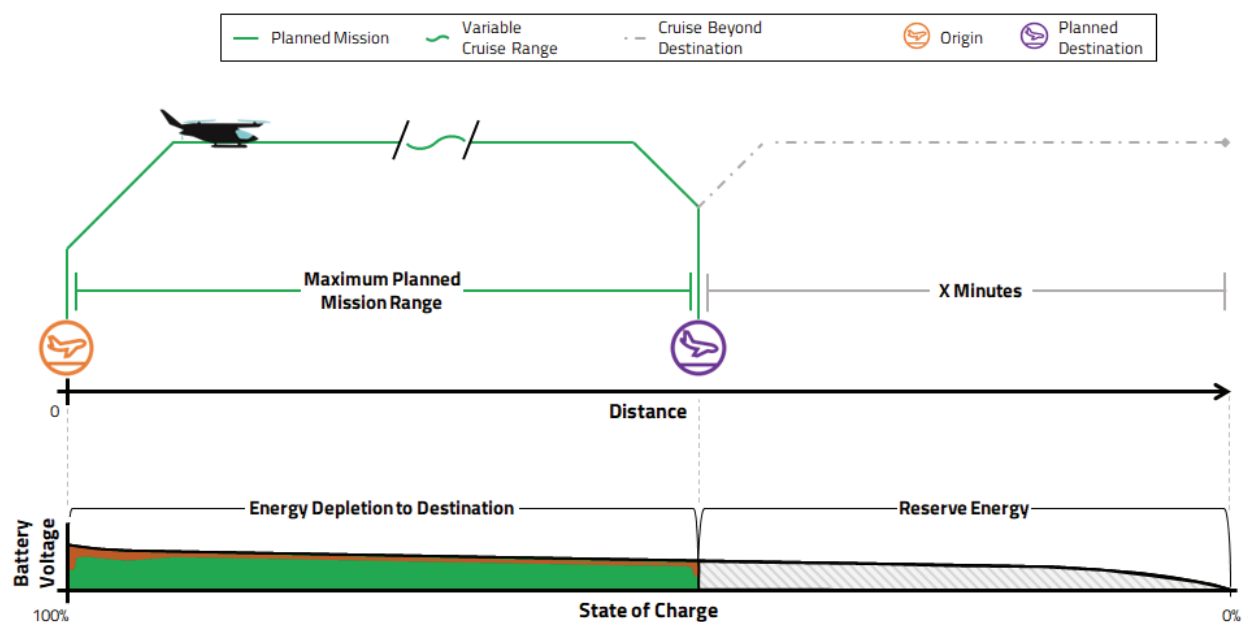 Planned Mission
Variable
Cruise Range
Cruise Beyond
Destination
Origin
Planned
Destination
Maximum Planned
Mission Range
X Minutes
0
Distance
Energy Depletion to Destination
Reserve Energy
Battery
Voltage
100%
State of Charge
0%